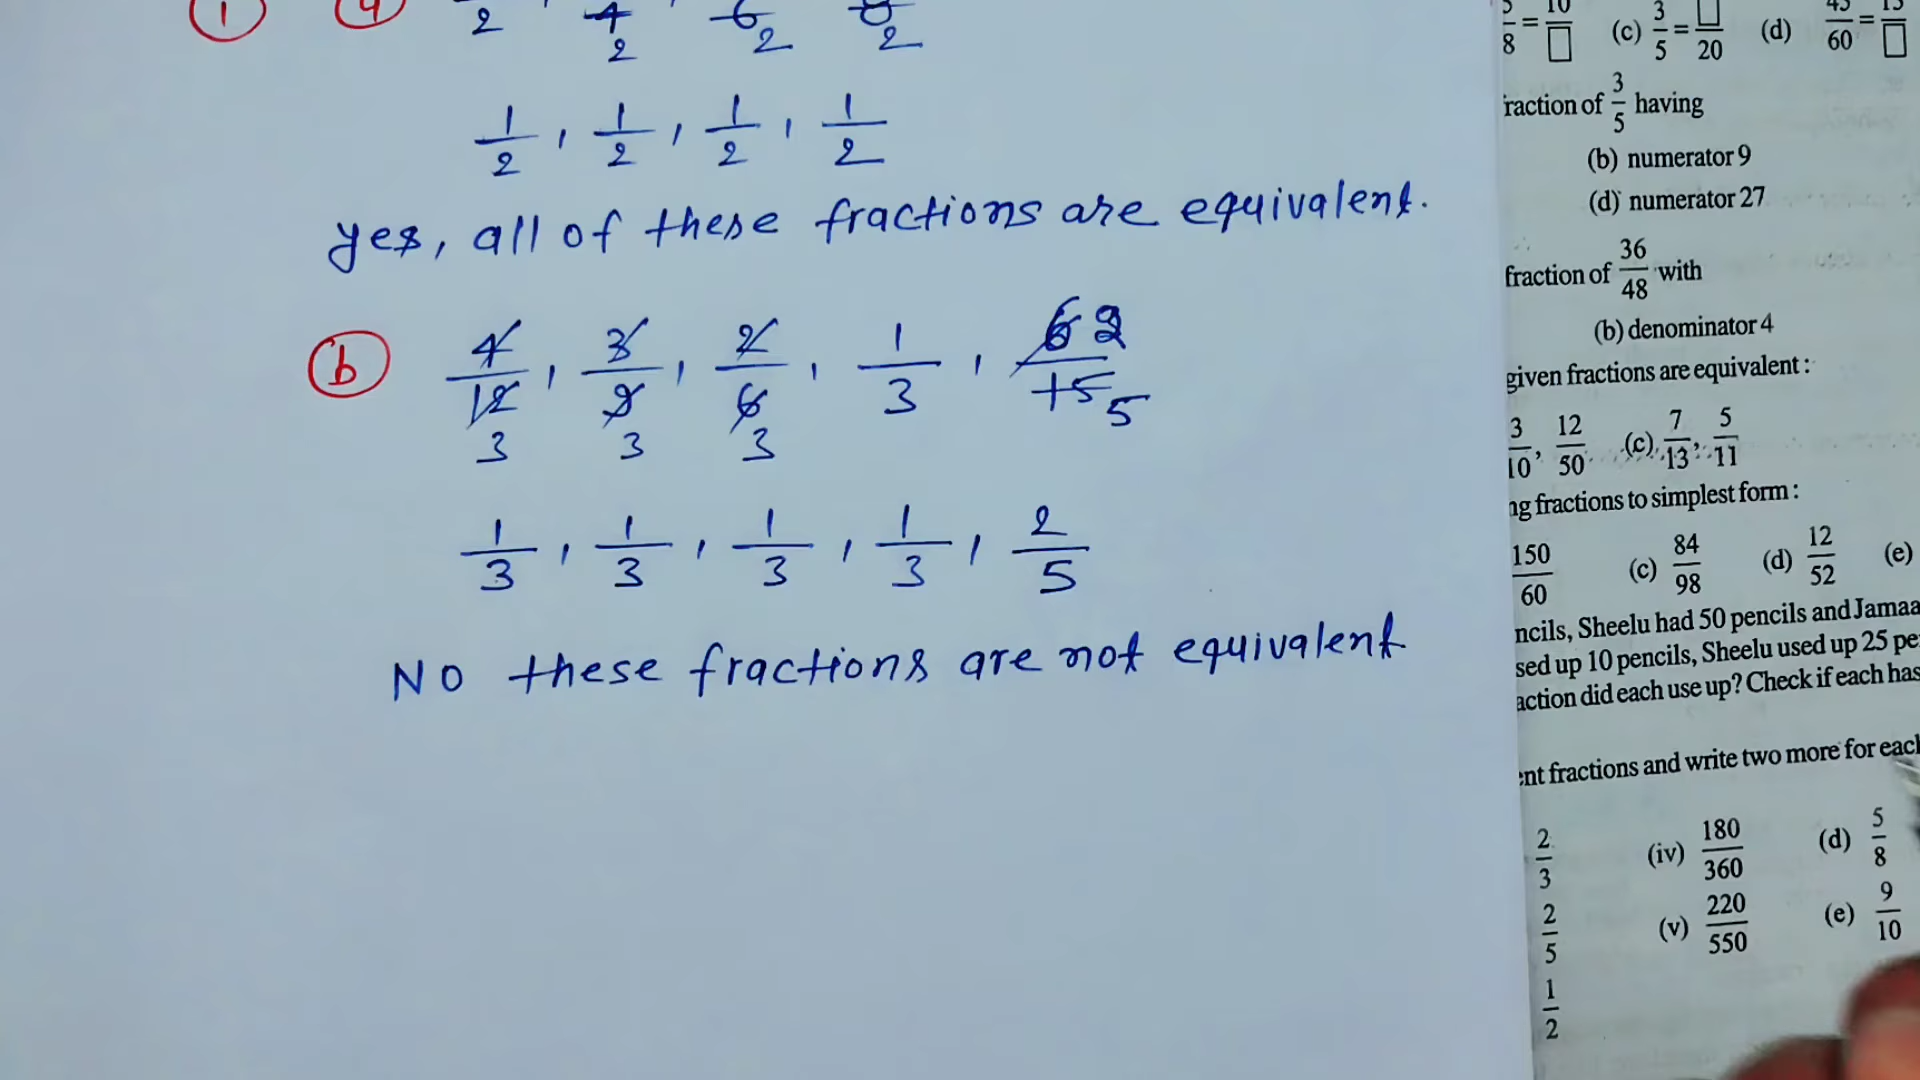 1 a 2 , 4 , 6 , 8
2 2 2
1/2 , 1/2 , 1/2 , 1/2
yes, all of these fractions are equivalent.
b 4/12 , 3/9 , 2/6 , 1/3 , 6/15 2
3 3 3 5
1/3 , 1/3 , 1/3 , 1/3 , 2/5
NO these fractions are not equivalent
5/8 = 10/□ (c) 3/5 = □/20 (d) 45/60 = 15/□
raction of 3/5 having
(b) numerator 9
(d) numerator 27
fraction of 36/48 with
(b) denominator 4
given fractions are equivalent :
3/10, 12/50 (c) 7/13, 5/11
ng fractions to simplest form :
150/60 (c) 84/98 (d) 12/52 (e)
ncils, Sheelu had 50 pencils and Jamaa
sed up 10 pencils, Sheelu used up 25 pe
action did each use up? Check if each has
nt fractions and write two more for each
2/3 (iv) 180/360 (d) 5/8
2/5 (v) 220/550 (e) 9/10
1/2